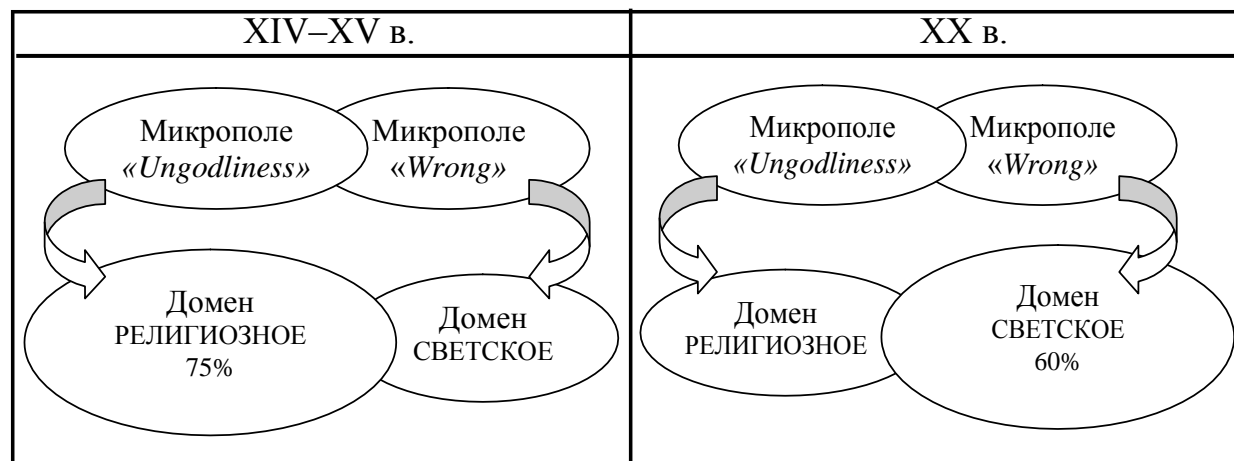 XIV–XV в.
XX в.
Микрополе
«Ungodliness»
Микрополе
«Wrong»
Домен
РЕЛИГИОЗНОЕ
75%
Домен
СВЕТСКОЕ
Микрополе
«Ungodliness»
Микрополе
«Wrong»
Домен
РЕЛИГИОЗНОЕ
Домен
СВЕТСКОЕ
60%